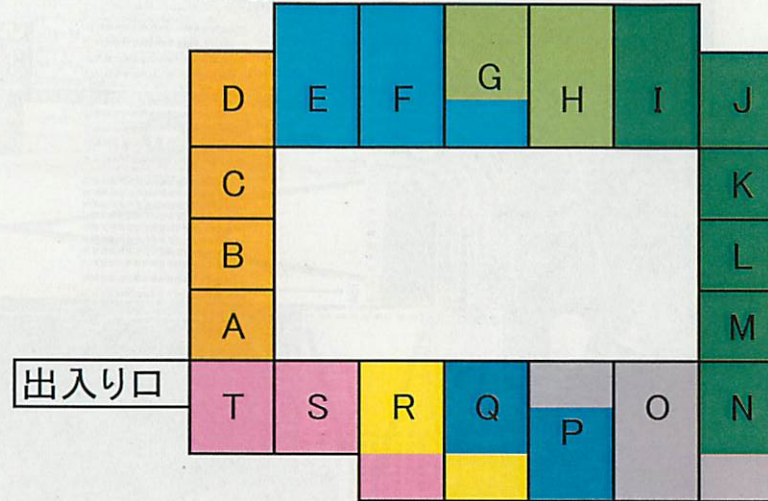 D E F G H I J
C K
B L
A M
出入り口 T S R Q P O N